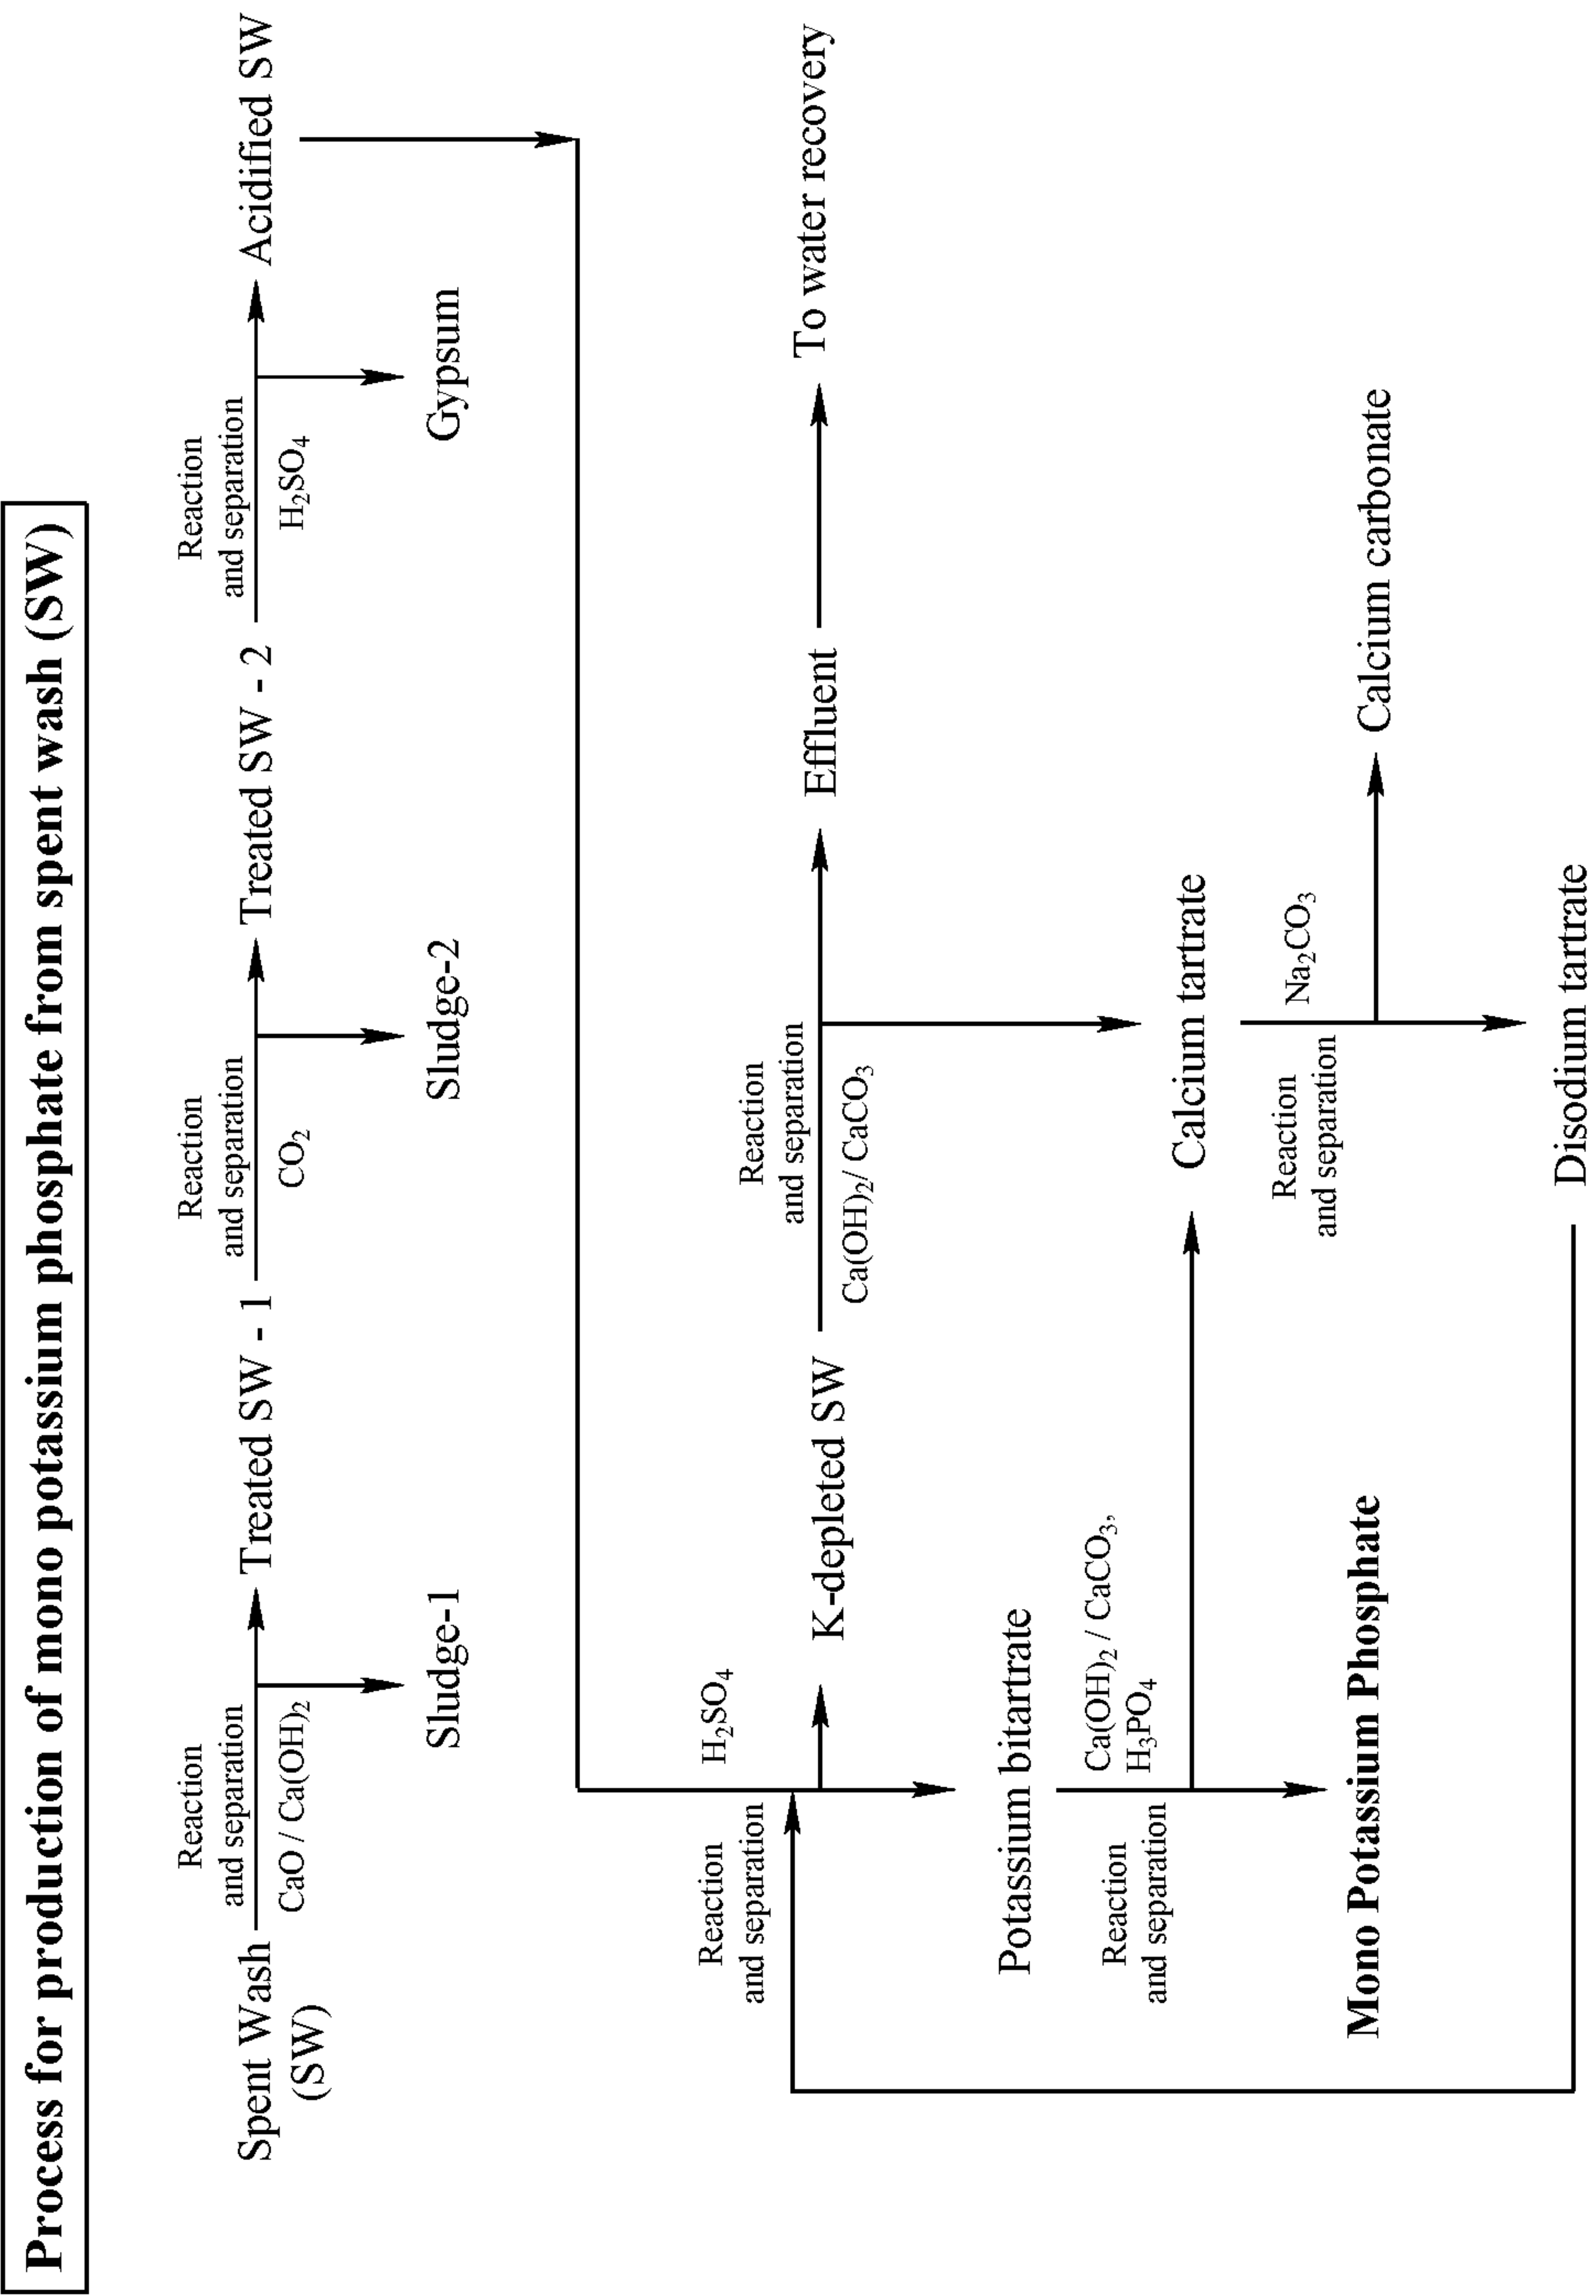 Process for production of mono potassium phosphate from spent wash (SW)
Spent Wash
(SW)
Reaction
and separation
CaO / Ca(OH)₂
Sludge-1
Treated SW - 1
Reaction
and separation
CO₂
Sludge-2
Treated SW - 2
Reaction
and separation
H₂SO₄
Gypsum
Acidified SW
Reaction
and separation
H₂SO₄
K-depleted SW
Reaction
and separation
Ca(OH)₂/ CaCO₃
Effluent
To water recovery
Potassium bitartrate
Reaction
and separation
Ca(OH)₂ / CaCO₃,
H₃PO₄
Calcium tartrate
Reaction
and separation
Na₂CO₃
Calcium carbonate
Mono Potassium Phosphate
Disodium tartrate